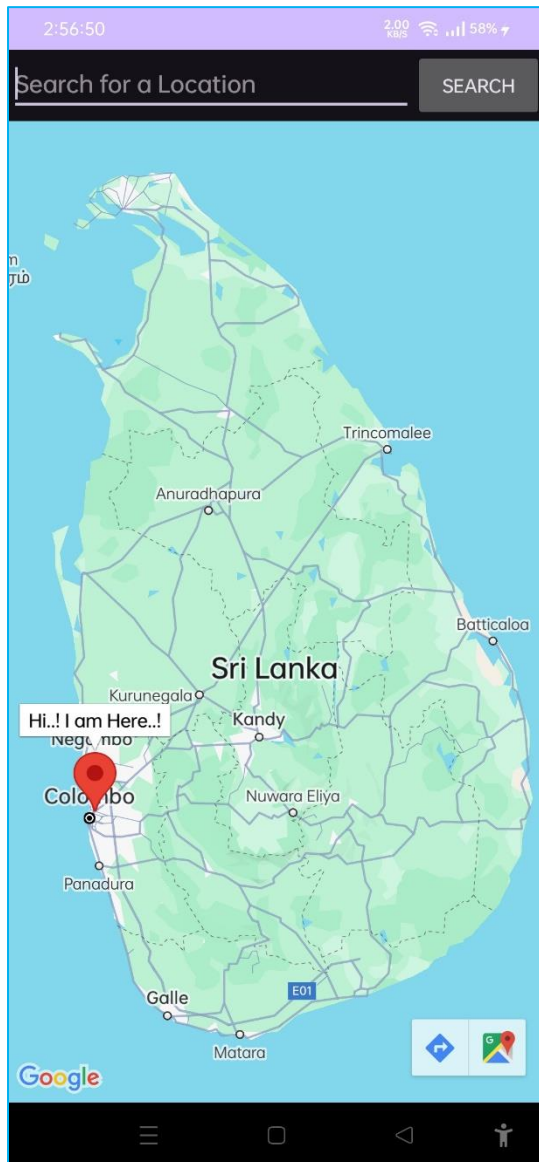 2:56:50
2.00
KB/S
58%
Search for a Location
SEARCH
Trincomalee
Anuradhapura
Batticaloa
Sri Lanka
Kurunegala
Hi..! I am Here..!
Kandy
Negombo
Colombo
Nuwara Eliya
Panadura
E01
Galle
Matara
Google